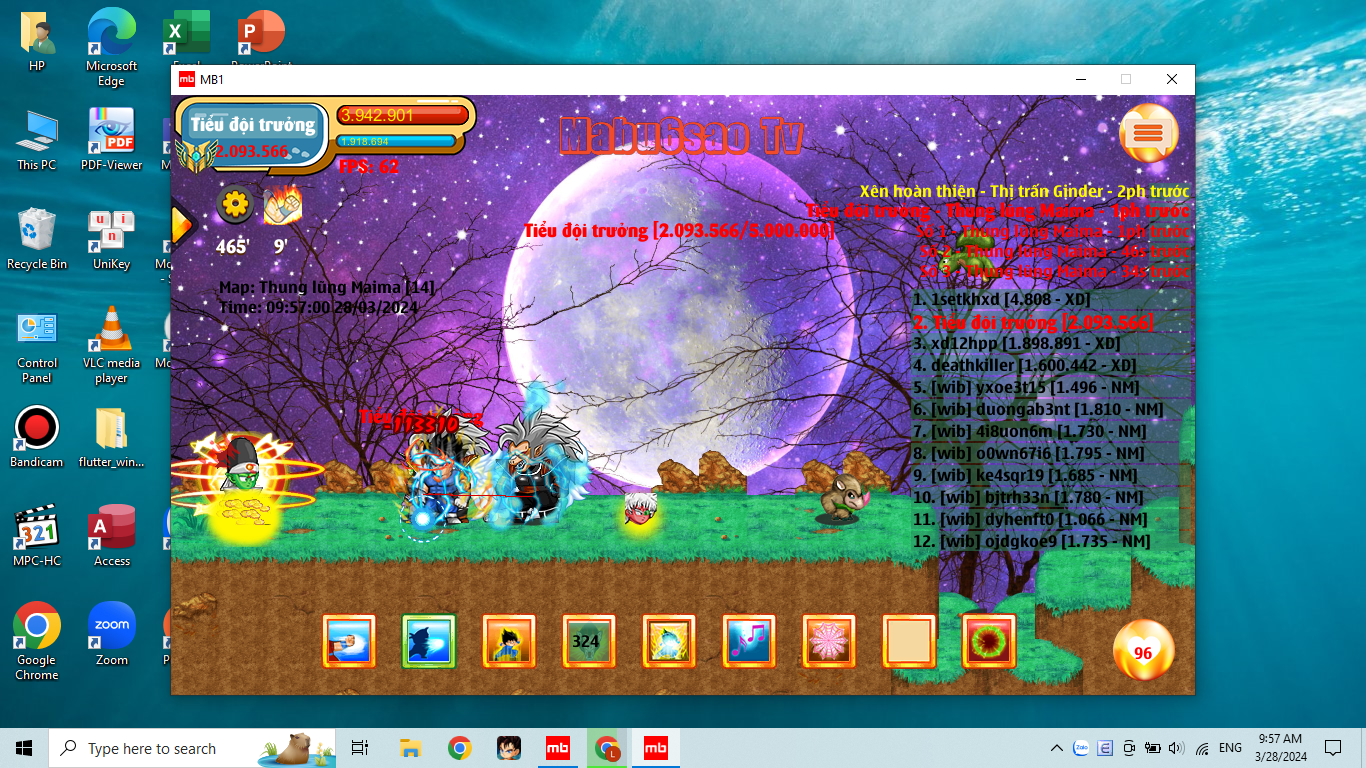 HP
Microsoft Edge
Excel
PowerPoint
This PC
PDF-Viewer
Recycle Bin
UniKey
Control Panel
VLC media player
Bandicam
flutter_win...
MPC-HC
Access
Google Chrome
Zoom
mb MB1
Tiểu đội trưởng
2.093.566
3.942.901
1.918.694
FPS: 62
465'
9'
Mabu6sao Tv
Tiểu đội trưởng [2.093.566/5.000.000]
Map: Thung lũng Maima [14]
Time: 09:57:00 28/03/2024
Xên hoàn thiện - Thị trấn Ginder - 2ph trước
Tiểu đội trưởng - Thung lũng Maima - 1ph trước
Số 1 - Thung lũng Maima - 1ph trước
Số 2 - Thung lũng Maima - 46s trước
Số 3 - Thung lũng Maima - 34s trước
1. 1setkhxd [4.808 - XD]
2. Tiểu đội trưởng [2.093.566]
3. xd12hpp [1.898.891 - XD]
4. deathkiller [1.600.442 - XD]
5. [wib] yxoe3t15 [1.496 - NM]
6. [wib] duongab3nt [1.810 - NM]
7. [wib] 4i8uon6m [1.730 - NM]
8. [wib] o0wn67i6 [1.795 - NM]
9. [wib] ke4sqr19 [1.685 - NM]
10. [wib] bjtrh33n [1.780 - NM]
11. [wib] dyhenft0 [1.066 - NM]
12. [wib] ojdgkoe9 [1.735 - NM]
-113310
324
96
Type here to search
mb
L
mb
Zalo
ENG
9:57 AM
3/28/2024